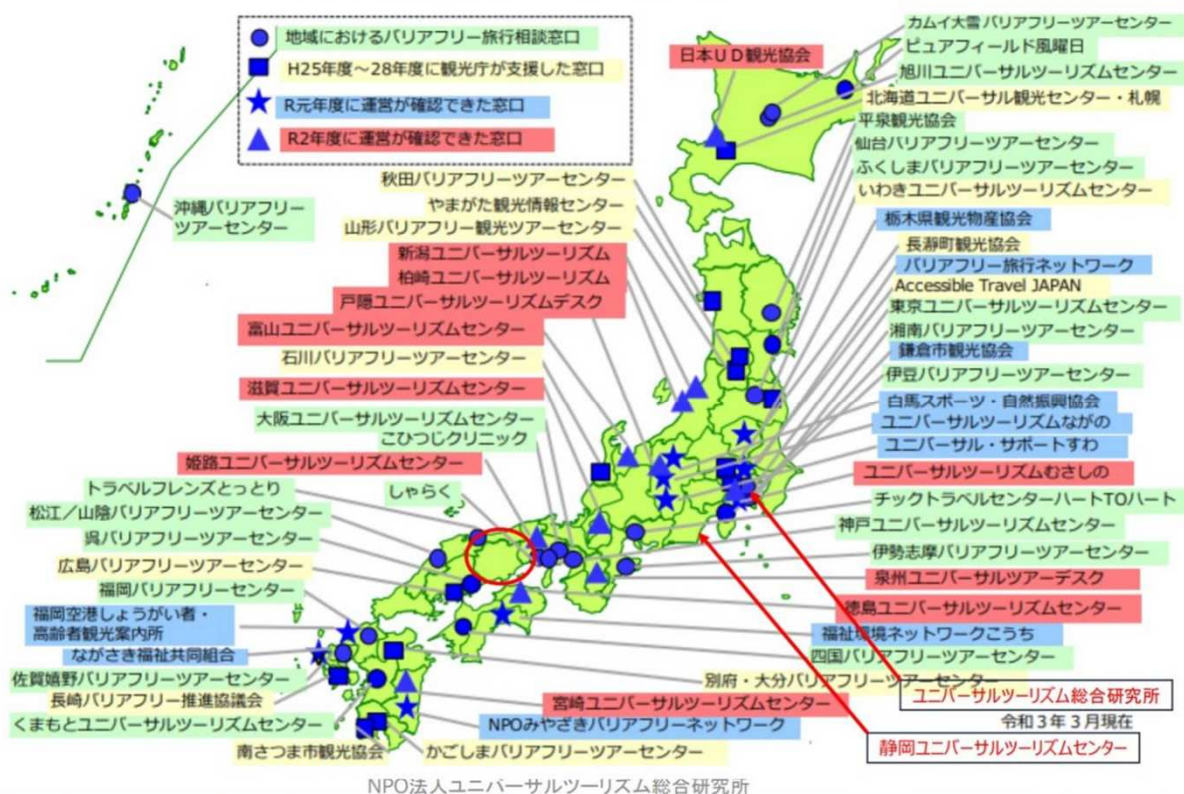 地域におけるバリアフリー旅行相談窓口
H25年度～28年度に観光庁が支援した窓口
R元年度に運営が確認できた窓口
R2年度に運営が確認できた窓口
沖縄バリアフリー
ツアーセンター
日本UD観光協会
カムイ大雪バリアフリーツアーセンター
ピュアフィールド風曜日
旭川ユニバーサルツーリズムセンター
北海道ユニバーサル観光センター・札幌
平泉観光協会
仙台バリアフリーツアーセンター
ふくしまバリアフリーツアーセンター
いわきユニバーサルツーリズムセンター
栃木県観光物産協会
長瀞町観光協会
バリアフリー旅行ネットワーク
Accessible Travel JAPAN
東京ユニバーサルツーリズムセンター
湘南バリアフリーツアーセンター
鎌倉市観光協会
伊豆バリアフリーツアーセンター
白馬スポーツ・自然振興協会
ユニバーサルツーリズムながの
ユニバーサル・サポートすわ
ユニバーサルツーリズムむさしの
チックトラベルセンターハートTOハート
神戸ユニバーサルツーリズムセンター
伊勢志摩バリアフリーツアーセンター
泉州ユニバーサルツアーデスク
徳島ユニバーサルツーリズムセンター
福祉環境ネットワークこうち
四国バリアフリーツアーセンター
別府・大分バリアフリーツアーセンター
宮崎ユニバーサルツーリズムセンター
NPOみやざきバリアフリーネットワーク
かごしまバリアフリーツアーセンター
秋田バリアフリーツアーセンター
やまがた観光情報センター
山形バリアフリー観光ツアーセンター
新潟ユニバーサルツーリズム
柏崎ユニバーサルツーリズム
戸隠ユニバーサルツーリズムデスク
富山ユニバーサルツーリズムセンター
石川バリアフリーツアーセンター
滋賀ユニバーサルツーリズムセンター
大阪ユニバーサルツーリズムセンター
こひつじクリニック
姫路ユニバーサルツーリズムセンター
しゃらく
トラベルフレンズとっとり
松江／山陰バリアフリーツアーセンター
呉バリアフリーツアーセンター
広島バリアフリーツアーセンター
福岡バリアフリーセンター
福岡空港しょうがい者・
高齢者観光案内所
ながさき福祉共同組合
佐賀嬉野バリアフリーツアーセンター
長崎バリアフリー推進協議会
くまもとユニバーサルツーリズムセンター
南さつま市観光協会
ユニバーサルツーリズム総合研究所
令和3年3月現在
静岡ユニバーサルツーリズムセンター
NPO法人ユニバーサルツーリズム総合研究所